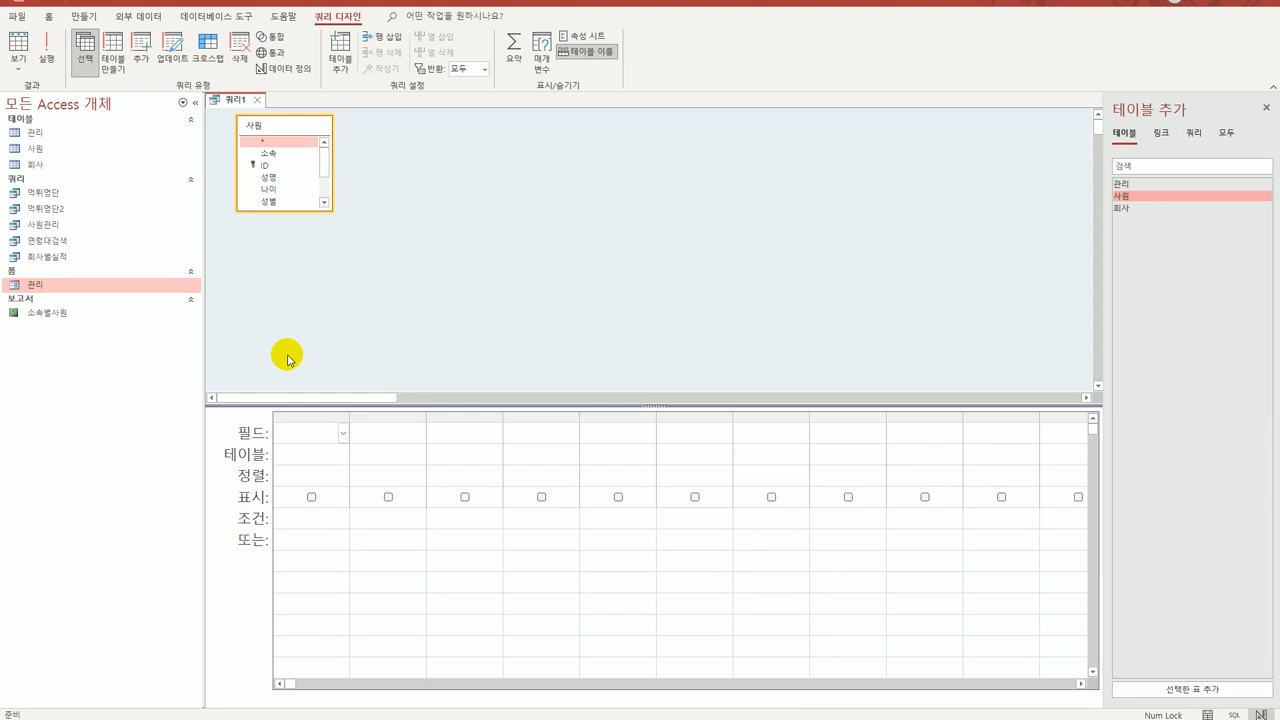 파일 홈 만들기 외부 데이터 데이터베이스 도구 도움말 쿼리 디자인 어떤 작업을 원하시나요?
보기 실행 선택 테이블 만들기 추가 업데이트 크로스탭 삭제 통합 통과 데이터 정의 테이블 추가 행 삽입 행 삭제 작성기 열 삽입 열 삭제 반환: 모두 요약 매개 변수 속성 시트 테이블 이름
결과 쿼리 유형 쿼리 설정 표시/숨기기
모든 Access 개체
테이블
관리
사원
회사
쿼리
먹튀명단
먹튀명단2
사원관리
연령대검색
회사별실적
폼
관리
보고서
소속별사원
쿼리1
사원
*
소속
ID
성명
나이
성별
필드:
테이블:
정렬:
표시:
조건:
또는:
테이블 추가
테이블 링크 쿼리 모두
검색
관리
사원
회사
선택한 표 추가
준비
Num Lock
SQL